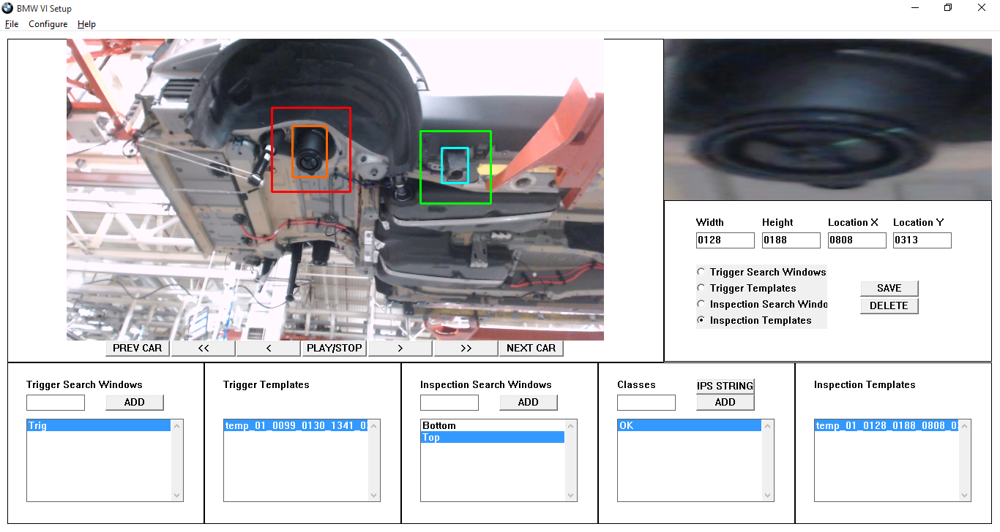 BMW VI Setup
File Configure Help
Width Height Location X Location Y
0128 0188 0808 0313
Trigger Search Windows
Trigger Templates
Inspection Search Windo
Inspection Templates
SAVE
DELETE
PREV CAR << < PLAY/STOP > >> NEXT CAR
Trigger Search Windows
ADD
Trig
Trigger Templates
temp_01_0099_0130_1341_0
Inspection Search Windows
ADD
Bottom
Top
Classes
IPS STRING
ADD
OK
Inspection Templates
temp_01_0128_0188_0808_0